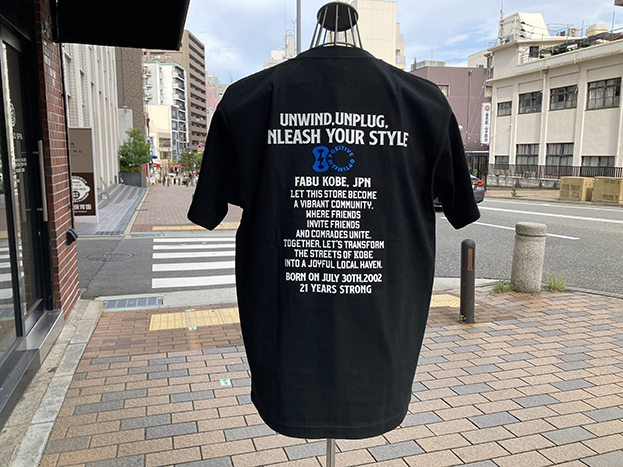 UNWIND,UNPLUG,
NLEASH YOUR STYLE
POSITIVE OPTIMIST
FABU KOBE, JPN
LET THIS STORE BECOME
A VIBRANT COMMUNITY.
WHERE FRIENDS
INVITE FRIENDS
AND COMRADES UNITE.
TOGETHER, LET'S TRANSFORM
THE STREETS OF KOBE
INTO A JOYFUL LOCAL HAVEN.
BORN ON JULY 30TH,2002
21 YEARS STRONG